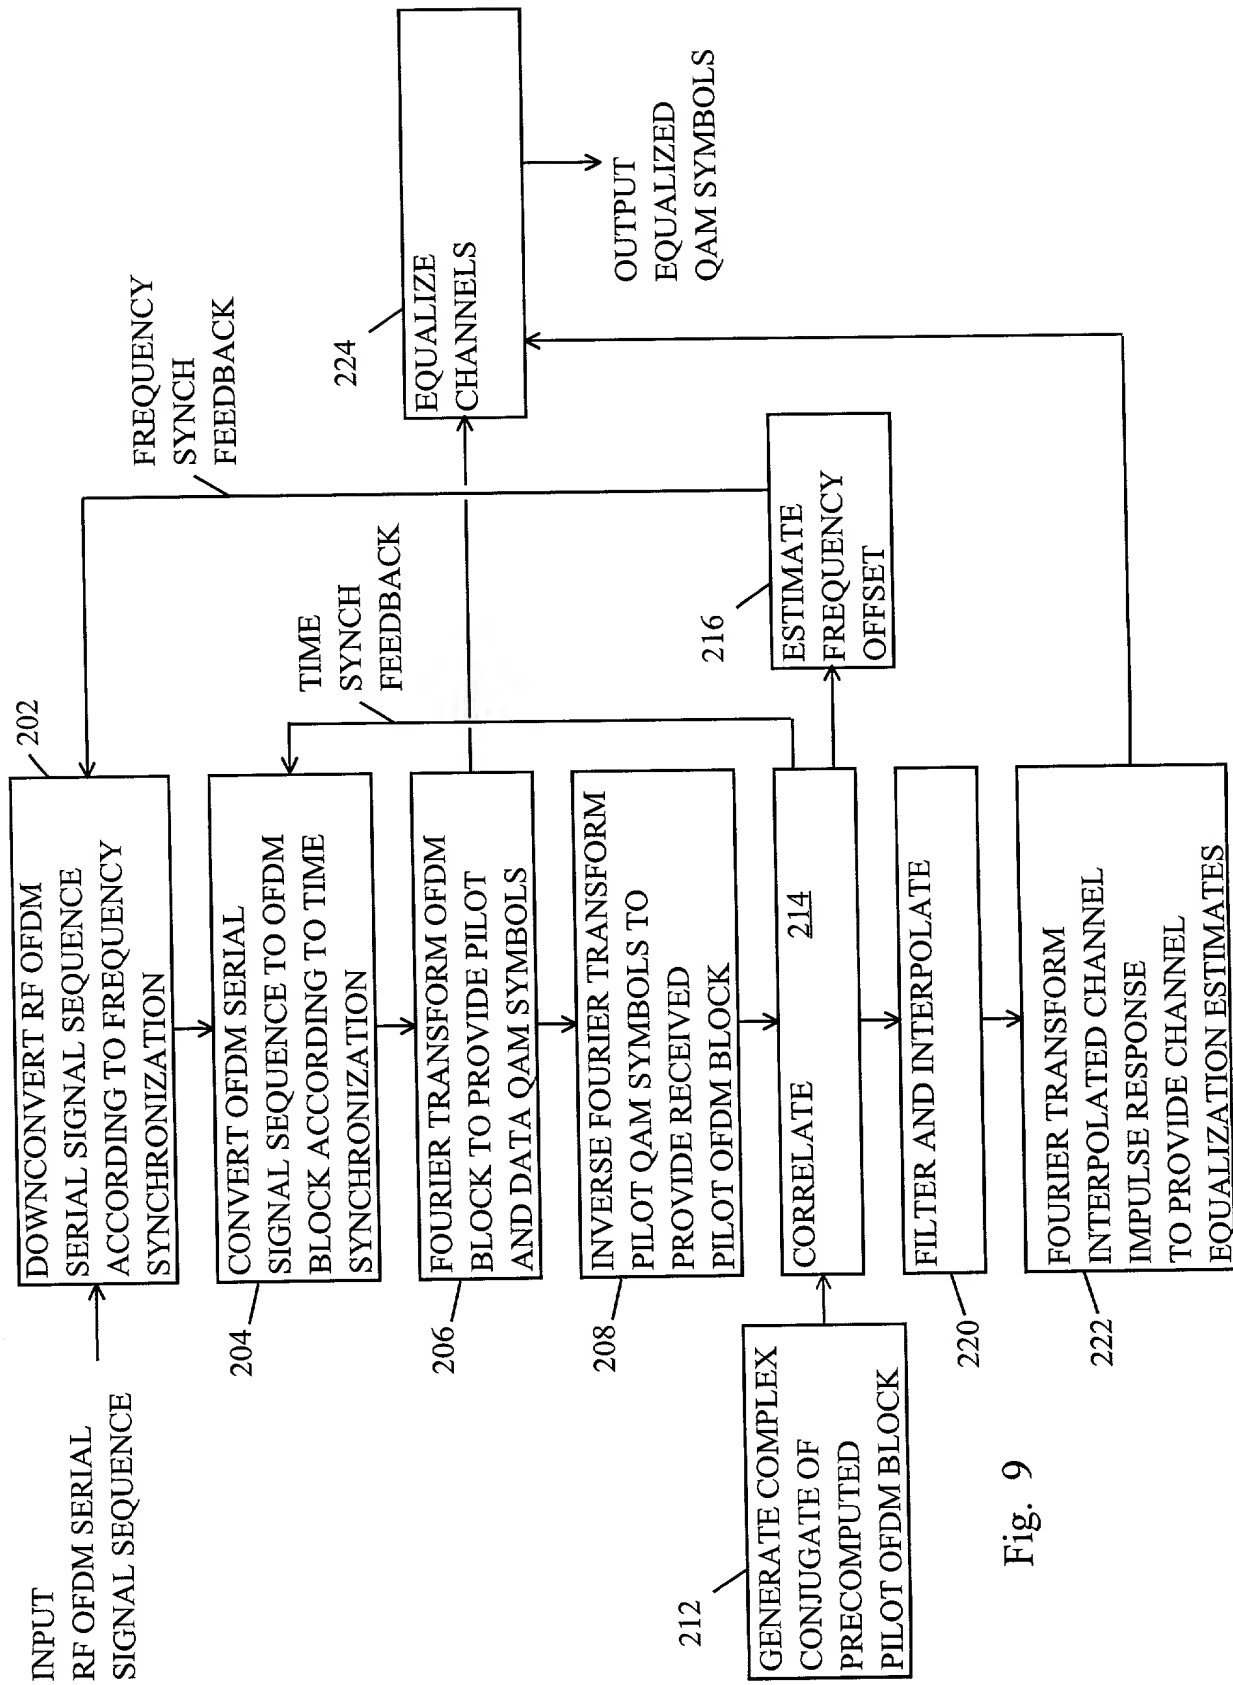 INPUT
RF OFDM SERIAL
SIGNAL SEQUENCE
202
DOWNCONVERT RF OFDM
SERIAL SIGNAL SEQUENCE
ACCORDING TO FREQUENCY
SYNCHRONIZATION
FREQUENCY
SYNCH
FEEDBACK
204
CONVERT OFDM SERIAL
SIGNAL SEQUENCE TO OFDM
BLOCK ACCORDING TO TIME
SYNCHRONIZATION
TIME
SYNCH
FEEDBACK
206
FOURIER TRANSFORM OFDM
BLOCK TO PROVIDE PILOT
AND DATA QAM SYMBOLS
224
EQUALIZE
CHANNELS
OUTPUT
EQUALIZED
QAM SYMBOLS
208
INVERSE FOURIER TRANSFORM
PILOT QAM SYMBOLS TO
PROVIDE RECEIVED
PILOT OFDM BLOCK
212
GENERATE COMPLEX
CONJUGATE OF
PRECOMPUTED
PILOT OFDM BLOCK
CORRELATE 214
216
ESTIMATE
FREQUENCY
OFFSET
220
FILTER AND INTERPOLATE
222
FOURIER TRANSFORM
INTERPOLATED CHANNEL
IMPULSE RESPONSE
TO PROVIDE CHANNEL
EQUALIZATION ESTIMATES
Fig. 9